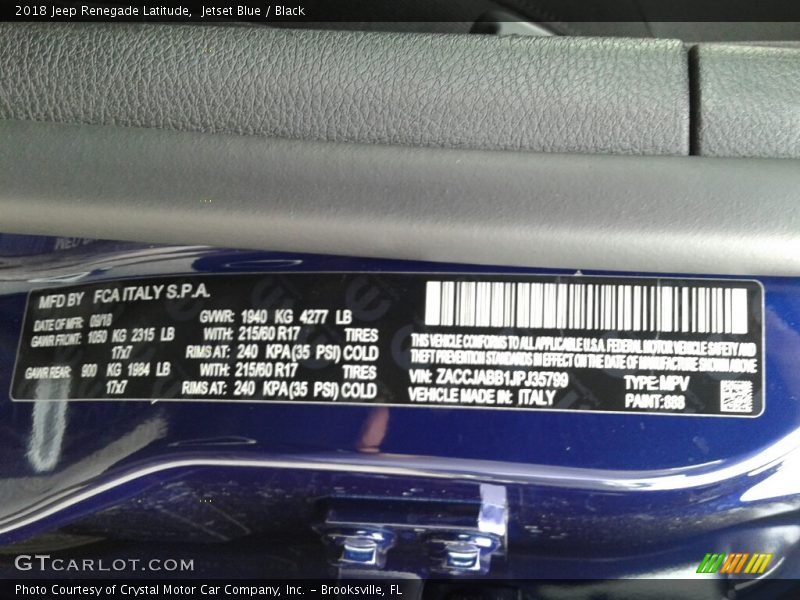 2018 Jeep Renegade Latitude,  Jetset Blue / Black
MFD BY FCA ITALY S.P.A.
DATE OF MFR: 09/18 GVWR: 1940 KG 4277 LB
GAWR FRONT: 1050 KG 2315 LB WITH: 215/60 R17 TIRES
17x7 RIMS AT: 240 KPA(35 PSI) COLD
GAWR REAR: 900 KG 1984 LB WITH: 215/60 R17 TIRES
17x7 RIMS AT: 240 KPA(35 PSI) COLD
THIS VEHICLE CONFORMS TO ALL APPLICABLE U.S.A. FEDERAL MOTOR VEHICLE SAFETY AND
THEFT PREVENTION STANDARDS IN EFFECT ON THE DATE OF MANUFACTURE SHOWN ABOVE
VIN: ZACCJABB1JPJ35799 TYPE: MPV
VEHICLE MADE IN: ITALY PAINT: 888
GTCARLOT.COM
Photo Courtesy of Crystal Motor Car Company, Inc. – Brooksville, FL